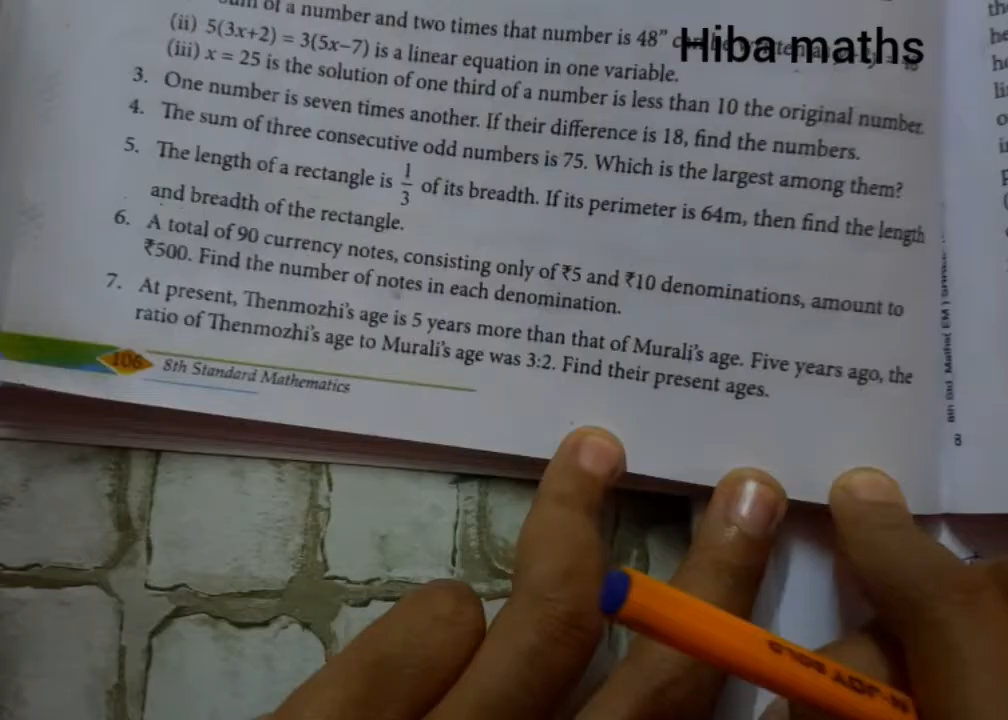 of a number and two times that number is 48”
Hiba maths
(ii) 5(3x+2) = 3(5x−7) is a linear equation in one variable.
(iii) x = 25 is the solution of one third of a number is less than 10 the original number.
3. One number is seven times another. If their difference is 18, find the numbers.
4. The sum of three consecutive odd numbers is 75. Which is the largest among them?
5. The length of a rectangle is 1/3 of its breadth. If its perimeter is 64m, then find the length
and breadth of the rectangle.
6. A total of 90 currency notes, consisting only of ₹5 and ₹10 denominations, amount to
₹500. Find the number of notes in each denomination.
7. At present, Thenmozhi’s age is 5 years more than that of Murali’s age. Five years ago, the
ratio of Thenmozhi’s age to Murali’s age was 3:2. Find their present ages.
106 8th Standard Mathematics